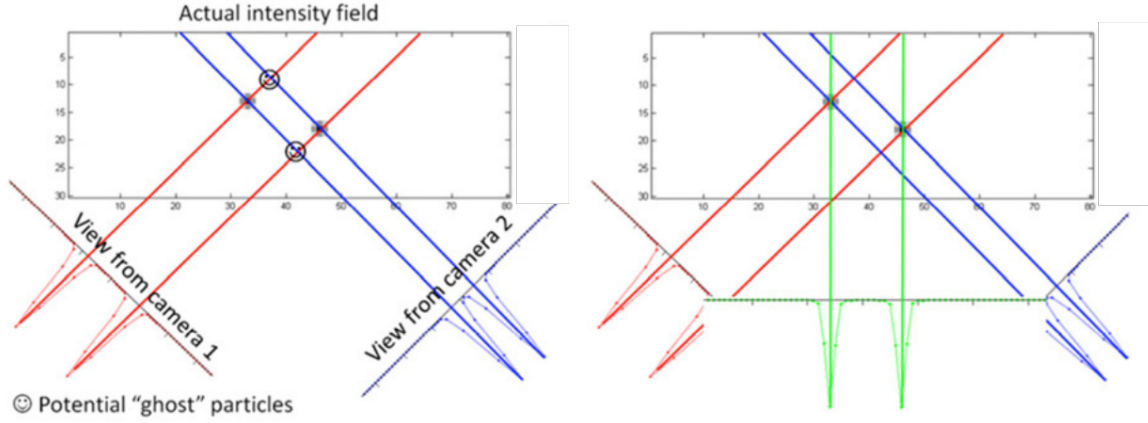 Actual intensity field
5
10
15
20
25
30
10 20 30 40 50 60 70 80
View from camera 1
View from camera 2
☺ Potential “ghost” particles
5
10
15
20
25
30
10 20 30 40 50 60 70 80